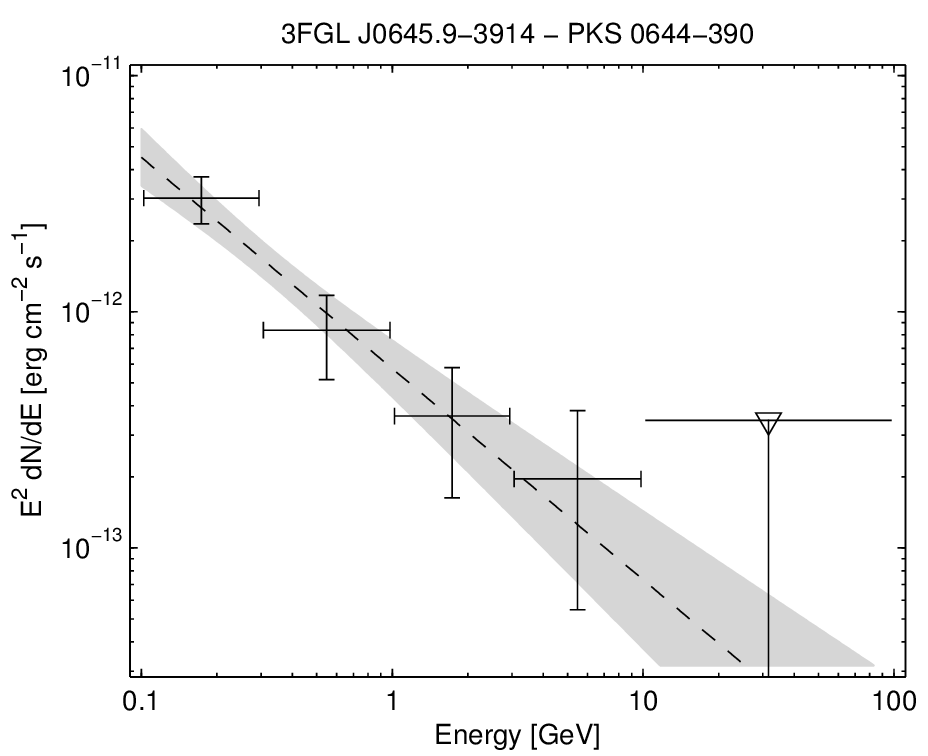 3FGL J0645.9−3914 − PKS 0644−390
10⁻¹¹
10⁻¹²
10⁻¹³
E² dN/dE [erg cm⁻² s⁻¹]
0.1 1 10 100
Energy [GeV]